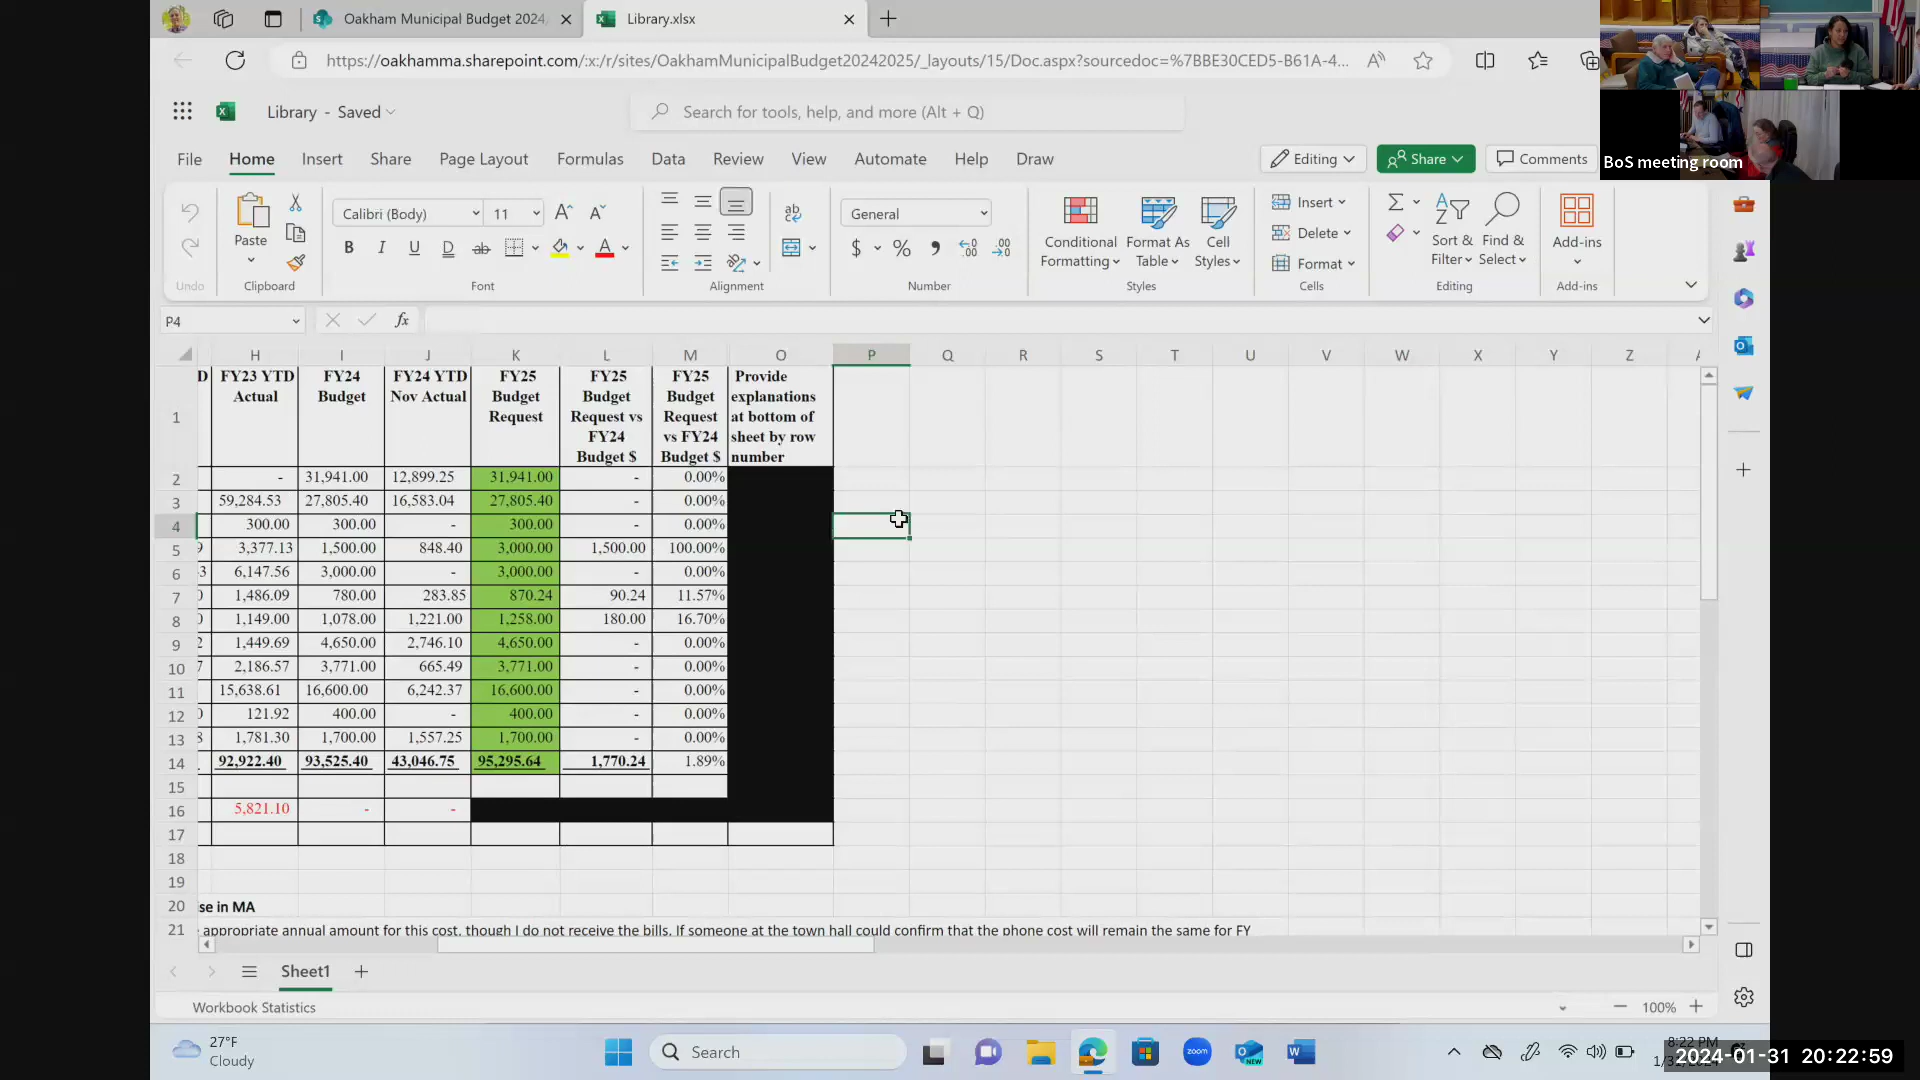 Oakham Municipal Budget 2024
Library.xlsx
https://oakhamma.sharepoint.com/:x:/r/sites/OakhamMunicipalBudget20242025/_layouts/15/Doc.aspx?sourcedoc=%7BBE30CED5-B61A-4...
Library - Saved
Search for tools, help, and more (Alt + Q)
File Home Insert Share Page Layout Formulas Data Review View Automate Help Draw
Editing Share Comments
BoS meeting room
Calibri (Body) 11 General
Paste
Conditional Formatting
Format As Table
Cell Styles
Insert
Delete
Format
Sort & Filter
Find & Select
Add-ins
Undo Clipboard Font Alignment Number Styles Cells Editing Add-ins
P4
H I J K L M O P Q R S T U V W X Y Z
1 D FY23 YTD Actual FY24 Budget FY24 YTD Nov Actual FY25 Budget Request FY25 Budget Request vs FY24 Budget $ FY25 Budget Request vs FY24 Budget $ Provide explanations at bottom of sheet by row number
2 - 31,941.00 12,899.25 31,941.00 - 0.00%
3 59,284.53 27,805.40 16,583.04 27,805.40 - 0.00%
4 300.00 300.00 - 300.00 - 0.00%
5 9 3,377.13 1,500.00 848.40 3,000.00 1,500.00 100.00%
6 3 6,147.56 3,000.00 - 3,000.00 - 0.00%
7 0 1,486.09 780.00 283.85 870.24 90.24 11.57%
8 0 1,149.00 1,078.00 1,221.00 1,258.00 180.00 16.70%
9 2 1,449.69 4,650.00 2,746.10 4,650.00 - 0.00%
10 7 2,186.57 3,771.00 665.49 3,771.00 - 0.00%
11 15,638.61 16,600.00 6,242.37 16,600.00 - 0.00%
12 0 121.92 400.00 - 400.00 - 0.00%
13 8 1,781.30 1,700.00 1,557.25 1,700.00 - 0.00%
14 92,922.40 93,525.40 43,046.75 95,295.64 1,770.24 1.89%
15
16 5,821.10 - -
17
18
19
20 se in MA
21 appropriate annual amount for this cost, though I do not receive the bills. If someone at the town hall could confirm that the phone cost will remain the same for FY
Sheet1
Workbook Statistics
100%
27°F
Cloudy
Search
8:22 PM
2024-01-31 20:22:59